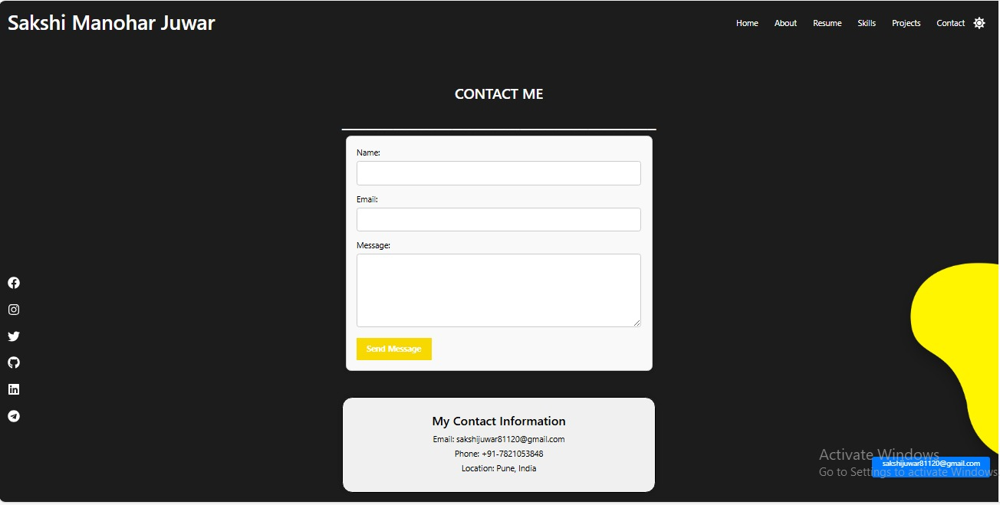 Sakshi Manohar Juwar
Home About Resume Skills Projects Contact
CONTACT ME
Name:
Email:
Message:
Send Message
My Contact Information
Email: sakshijuwar81120@gmail.com
Phone: +91-7821053848
Location: Pune, India
Activate Windows
sakshijuwar81120@gmail.com
Go to Settings to activate Windows.